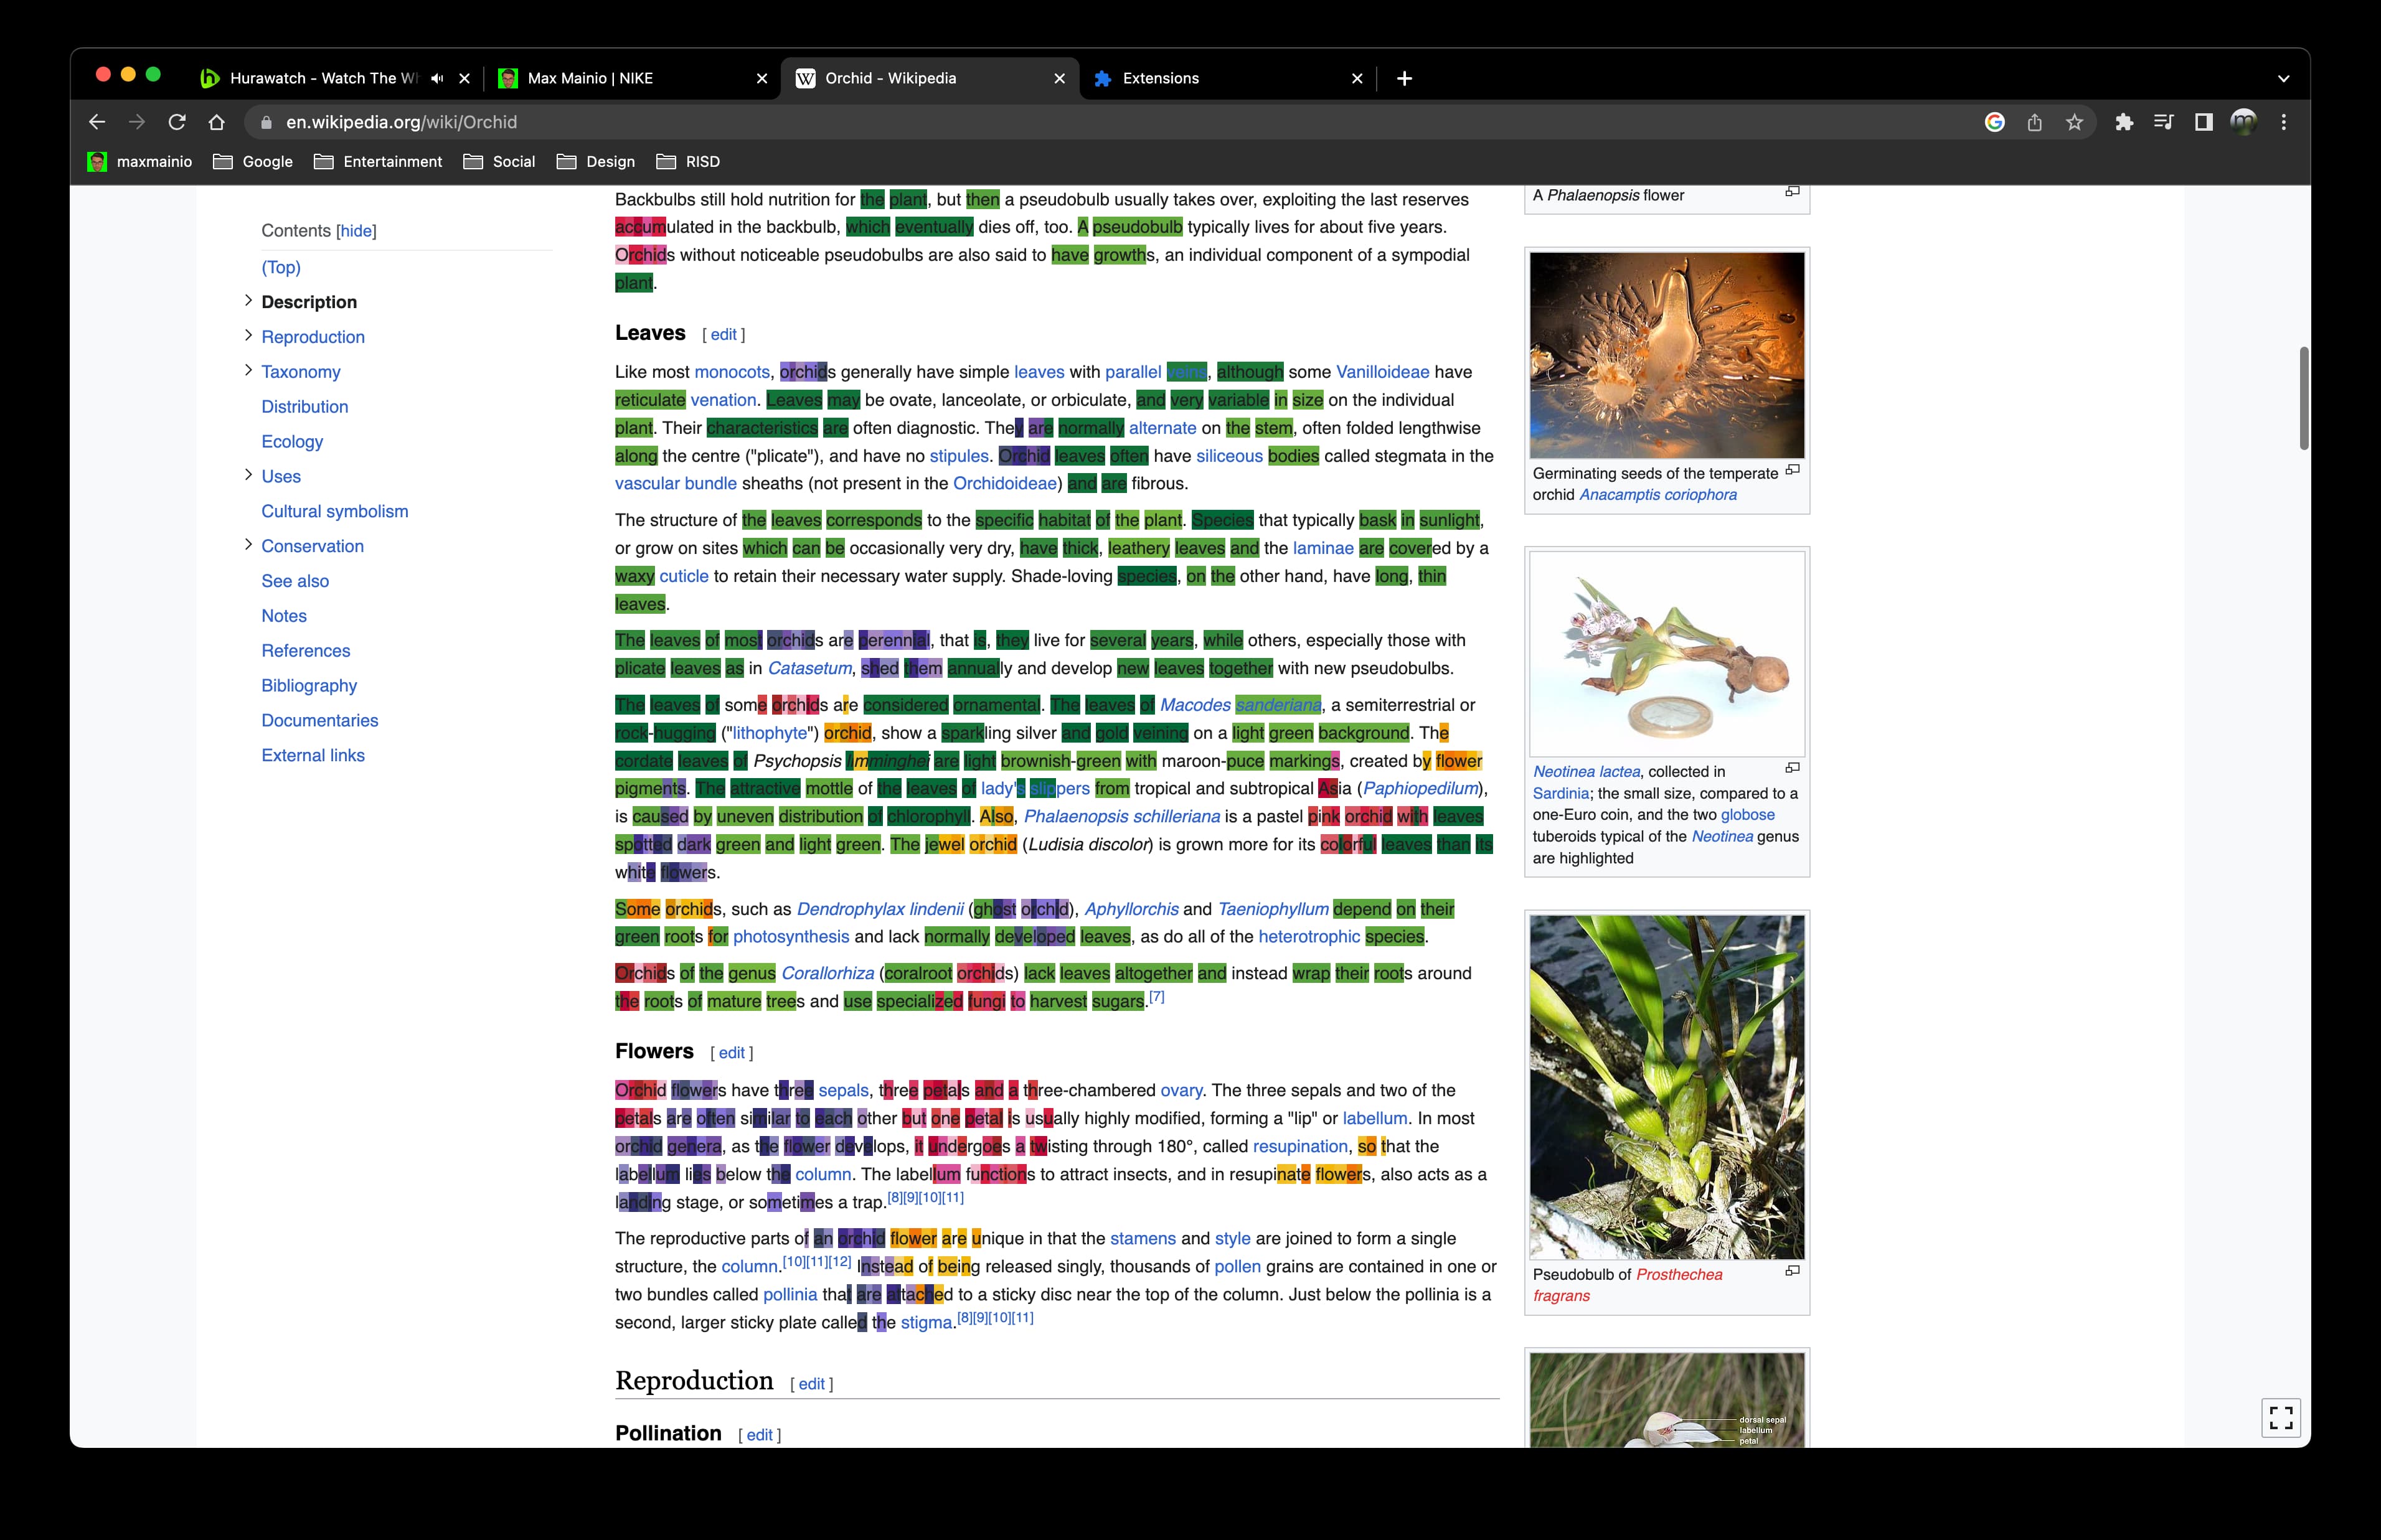 Hurawatch - Watch The Wh
Max Mainio | NIKE
Orchid - Wikipedia
Extensions
en.wikipedia.org/wiki/Orchid
maxmainio
Google
Entertainment
Social
Design
RISD
Contents [hide]
(Top)
Description
Reproduction
Taxonomy
Distribution
Ecology
Uses
Cultural symbolism
Conservation
See also
Notes
References
Bibliography
Documentaries
External links
Backbulbs still hold nutrition for the plant, but then a pseudobulb usually takes over, exploiting the last reserves
accumulated in the backbulb, which eventually dies off, too. A pseudobulb typically lives for about five years.
Orchids without noticeable pseudobulbs are also said to have growths, an individual component of a sympodial
plant.
Leaves [ edit ]
Like most monocots, orchids generally have simple leaves with parallel veins, although some Vanilloideae have
reticulate venation. Leaves may be ovate, lanceolate, or orbiculate, and very variable in size on the individual
plant. Their characteristics are often diagnostic. They are normally alternate on the stem, often folded lengthwise
along the centre ("plicate"), and have no stipules. Orchid leaves often have siliceous bodies called stegmata in the
vascular bundle sheaths (not present in the Orchidoideae) and are fibrous.
The structure of the leaves corresponds to the specific habitat of the plant. Species that typically bask in sunlight,
or grow on sites which can be occasionally very dry, have thick, leathery leaves and the laminae are covered by a
waxy cuticle to retain their necessary water supply. Shade-loving species, on the other hand, have long, thin
leaves.
The leaves of most orchids are perennial, that is, they live for several years, while others, especially those with
plicate leaves as in Catasetum, shed them annually and develop new leaves together with new pseudobulbs.
The leaves of some orchids are considered ornamental. The leaves of Macodes sanderiana, a semiterrestrial or
rock-hugging ("lithophyte") orchid, show a sparkling silver and gold veining on a light green background. The
cordate leaves of Psychopsis limminghei are light brownish-green with maroon-puce markings, created by flower
pigments. The attractive mottle of the leaves of lady's slippers from tropical and subtropical Asia (Paphiopedilum),
is caused by uneven distribution of chlorophyll. Also, Phalaenopsis schilleriana is a pastel pink orchid with leaves
spotted dark green and light green. The jewel orchid (Ludisia discolor) is grown more for its colorful leaves than its
white flowers.
Some orchids, such as Dendrophylax lindenii (ghost orchid), Aphyllorchis and Taeniophyllum depend on their
green roots for photosynthesis and lack normally developed leaves, as do all of the heterotrophic species.
Orchids of the genus Corallorhiza (coralroot orchids) lack leaves altogether and instead wrap their roots around
the roots of mature trees and use specialized fungi to harvest sugars.[7]
Flowers [ edit ]
Orchid flowers have three sepals, three petals and a three-chambered ovary. The three sepals and two of the
petals are often similar to each other but one petal is usually highly modified, forming a "lip" or labellum. In most
orchid genera, as the flower develops, it undergoes a twisting through 180°, called resupination, so that the
labellum lies below the column. The labellum functions to attract insects, and in resupinate flowers, also acts as a
landing stage, or sometimes a trap.[8][9][10][11]
The reproductive parts of an orchid flower are unique in that the stamens and style are joined to form a single
structure, the column.[10][11][12] Instead of being released singly, thousands of pollen grains are contained in one or
two bundles called pollinia that are attached to a sticky disc near the top of the column. Just below the pollinia is a
second, larger sticky plate called the stigma.[8][9][10][11]
Reproduction [ edit ]
Pollination [ edit ]
A Phalaenopsis flower
Germinating seeds of the temperate
orchid Anacamptis coriophora
Neotinea lactea, collected in
Sardinia; the small size, compared to a
one-Euro coin, and the two globose
tuberoids typical of the Neotinea genus
are highlighted
Pseudobulb of Prosthechea
fragrans
dorsal sepal
labellum
petal